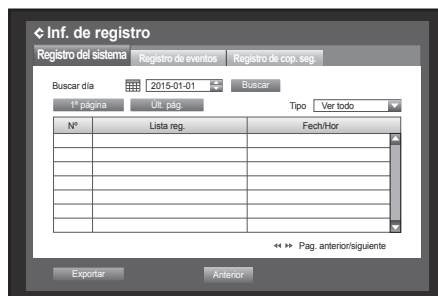 Inf. de registro
Registro del sistema Registro de eventos Registro de cop. seg.
Buscar día 2015-01-01 Buscar
1ª página Últ. pág. Tipo Ver todo
Nº Lista reg. Fech/Hor
Pag. anterior/siguiente
Exportar Anterior